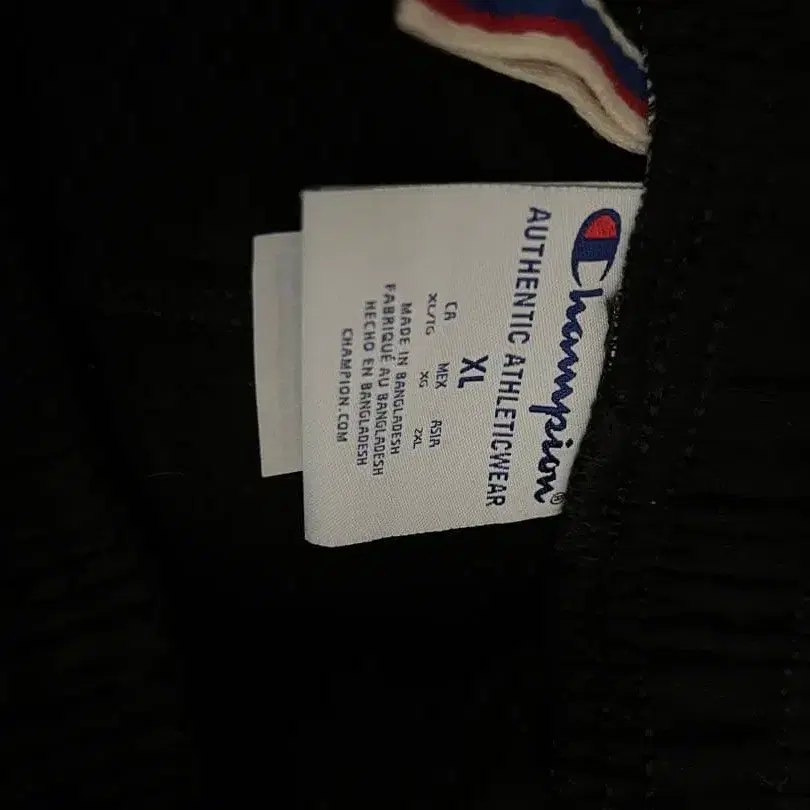 Champion®
AUTHENTIC ATHLETICWEAR
XL
CA MEX ASIA
XL/TG XG 2XL
MADE IN BANGLADESH
FABRIQUÉ AU BANGLADESH
HECHO EN BANGLADESH
CHAMPION.COM